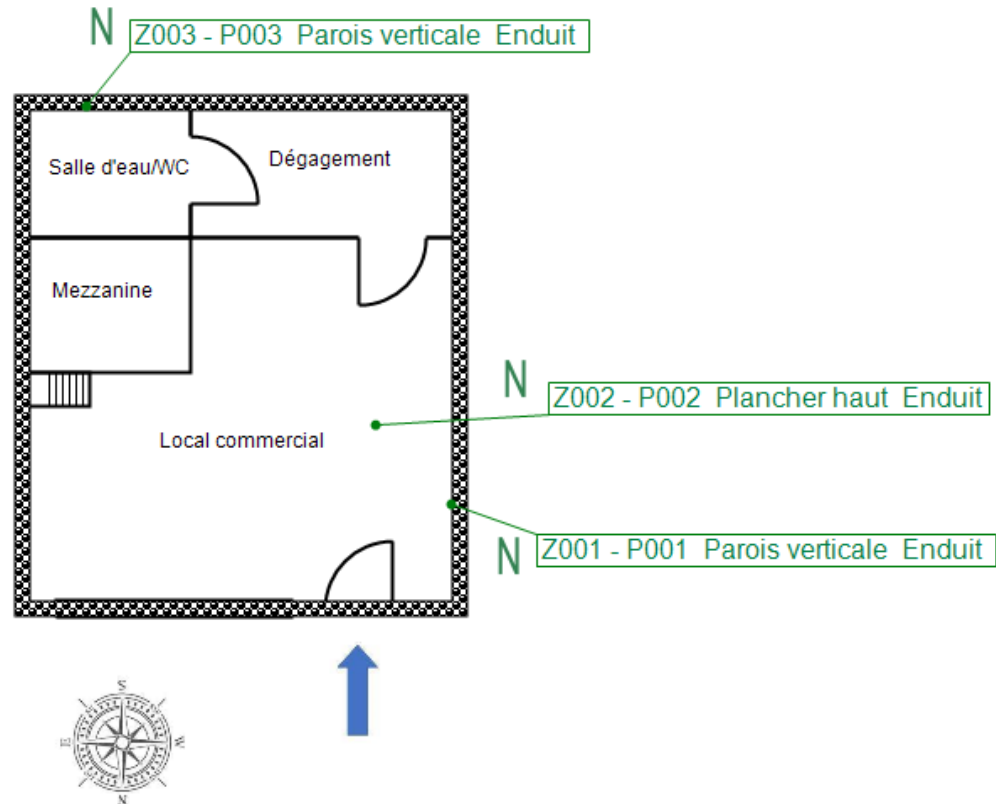 N
Z003 - P003 Parois verticale Enduit
Salle d'eau/WC
Dégagement
Mezzanine
N
Z002 - P002 Plancher haut Enduit
Local commercial
N
Z001 - P001 Parois verticale Enduit
S
E
W
N